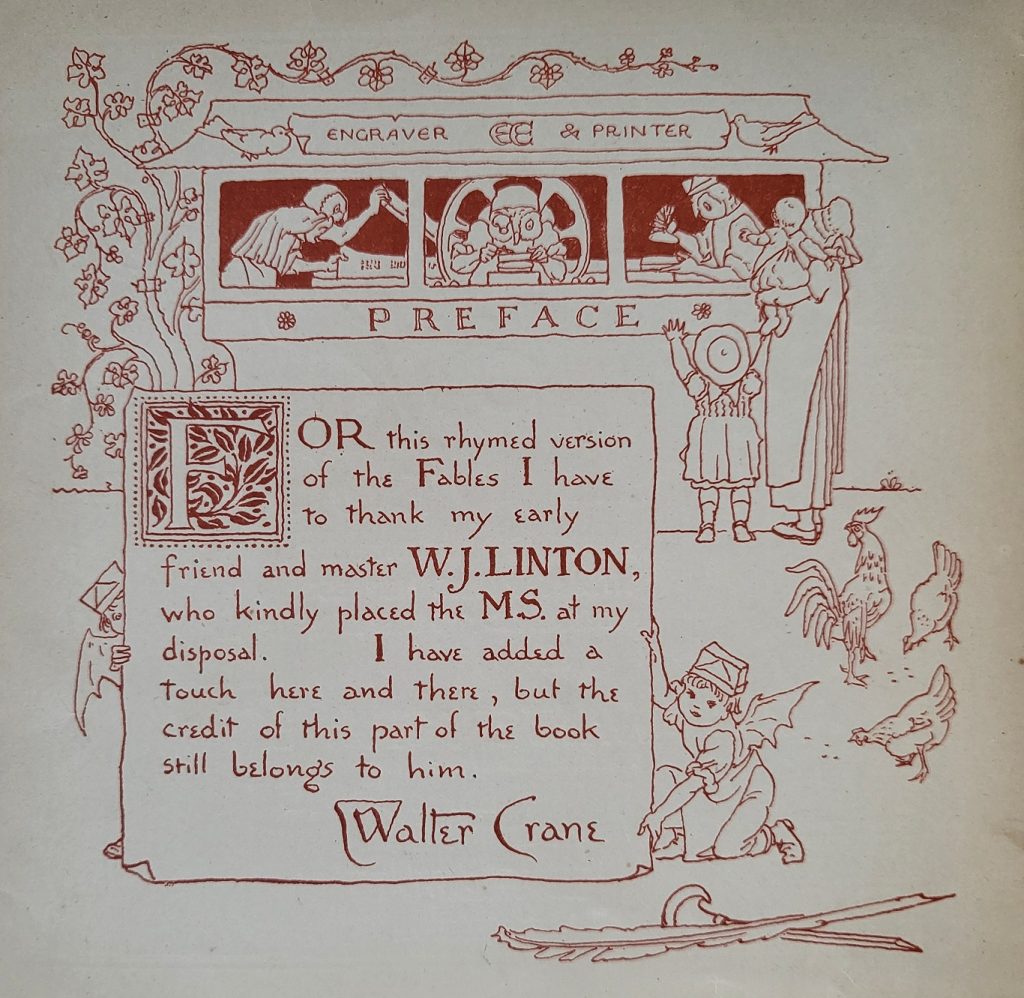 ENGRAVER EE & PRINTER
PREFACE
FOR this rhymed version
of the Fables I have
to thank my early
friend and master W.J.LINTON,
who kindly placed the M.S. at my
disposal. I have added a
touch here and there, but the
credit of this part of the book
still belongs to him.
Walter Crane